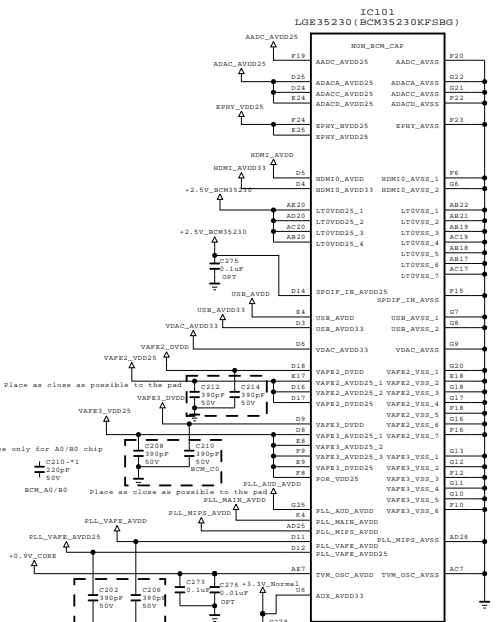 IC101
LGE35230(BCM35230KFSBG)
NON_BCM_CAP
AADC_AVDD25
F19 AADC_AVDD25 AADC_AVSS F20
ADAC_AVDD25
D25 ADACA_AVDD25 ADACA_AVSS G22
D24 ADACC_AVDD25 ADACC_AVSS G21
E24 ADACD_AVDD25 ADACD_AVSS F22
EPHY_VDD25
F24 EPHY_BVDD25 EPHY_AVSS F23
E25 EPHY_AVDD25
HDMI_AVDD
D5 HDMI0_AVDD HDMI0_AVSS_1 F6
HDMI_AVDD33
D4 HDMI0_AVDD33 HDMI0_AVSS_2 G6
+2.5V_BCM35230
AE20 LT0VDD25_1 LT0VSS_1 AB22
AD20 LT0VDD25_2 LT0VSS_2 AB21
AC20 LT0VDD25_3 LT0VSS_3 AB19
AB20 LT0VDD25_4 LT0VSS_4 AC19
LT0VSS_5 AB18
LT0VSS_6 AB17
LT0VSS_7 AC17
+2.5V_BCM35230
C275
0.1uF
OPT
D14 SPDIF_IN_AVDD25 F15
SPDIF_IN_AVSS
USB_AVDD
E4 USB_AVDD USB_AVSS_1 G7
USB_AVDD33
D3 USB_AVDD33 USB_AVSS_2 G8
VDAC_AVDD33
D6 VDAC_AVDD33 VDAC_AVSS G9
VAFE2_DVDD
D18 VAFE2_DVDD VAFE2_VSS_1 G20
VAFE2_VDD25
E17 VAFE2_AVDD25_1 VAFE2_VSS_2 E18
D16 VAFE2_AVDD25_2 VAFE2_VSS_3 G18
D17 VAFE2_DVDD25 VAFE2_VSS_4 G17
VAFE2_VSS_5 F18
VAFE2_VSS_6 G16
VAFE2_VSS_7 F16
Place as close as possible to the pad
C212
390pF
50V
C214
390pF
50V
VAFE3_DVDD
VAFE3_VDD25
D9 VAFE3_DVDD
D8 VAFE3_AVDD25_1
E8 VAFE3_AVDD25_2 VAFE3_VSS_1 G13
F9 VAFE3_AVDD25_3 VAFE3_VSS_2 G12
E9 VAFE3_DVDD25 VAFE3_VSS_3 F12
F8 POR_VDD25 VAFE3_VSS_4 G11
VAFE3_VSS_5 G10
VAFE3_VSS_6 F10
e only for A0/B0 chip
C210-*1
220pF
50V
BCM_A0/B0
C208
390pF
50V
C210
390pF
50V
BCM_C0
Place as close as possible to the pad
PLL_AUD_AVDD
G25 PLL_AUD_AVDD
PLL_MAIN_AVDD
E4 PLL_MAIN_AVDD
PLL_MIPS_AVDD
AD25 PLL_MIPS_AVDD PLL_MIPS_AVSS AD26
PLL_VAFE_AVDD
D11 PLL_VAFE_AVDD
PLL_VAFE_AVDD25
D12 PLL_VAFE_AVDD25
+0.9V_CORE
AE7 TVM_OSC_AVDD TVM_OSC_AVSS AC7
C273
0.1uF
C276
0.01uF
OPT
+3.3V_Normal
U6 AUX_AVDD33
C202
390pF
50V
C206
390pF
50V
C278